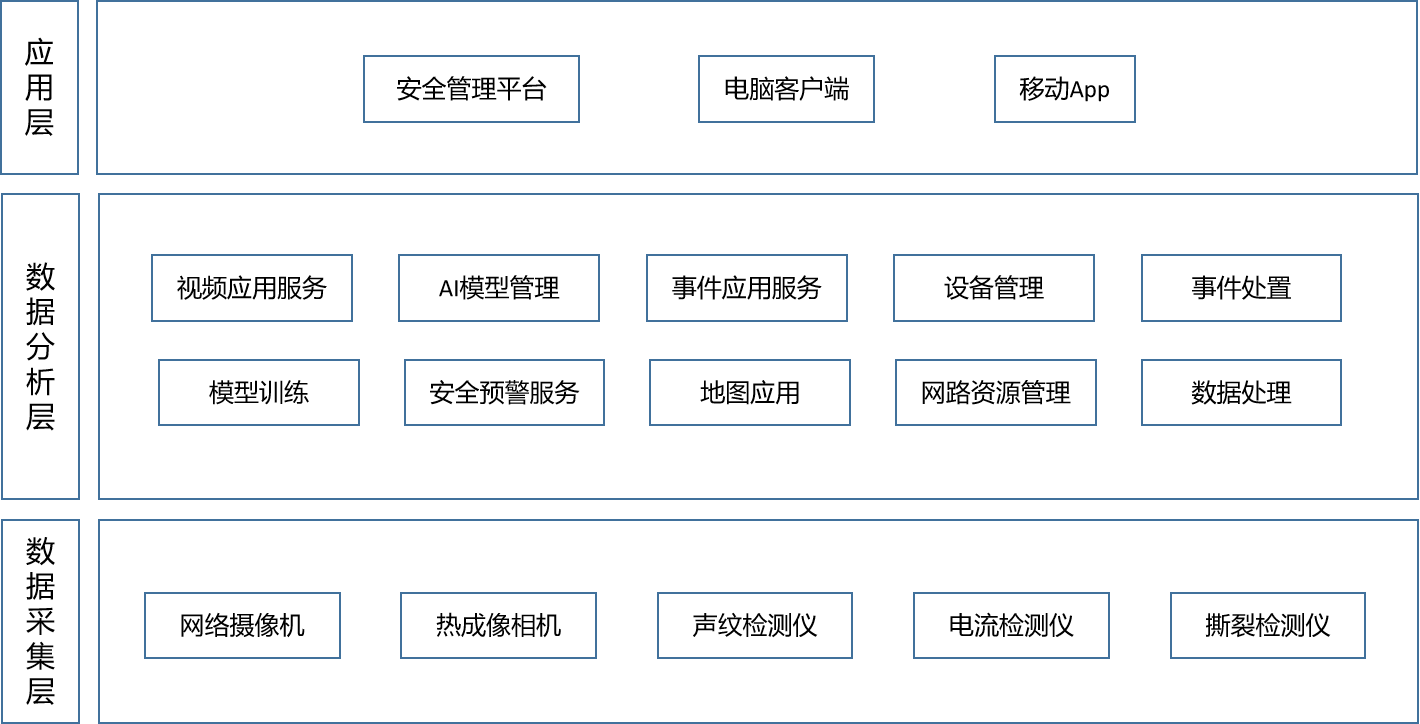 应用层
安全管理平台
电脑客户端
移动App
数据分析层
视频应用服务
AI模型管理
事件应用服务
设备管理
事件处置
模型训练
安全预警服务
地图应用
网路资源管理
数据处理
数据采集层
网络摄像机
热成像相机
声纹检测仪
电流检测仪
撕裂检测仪